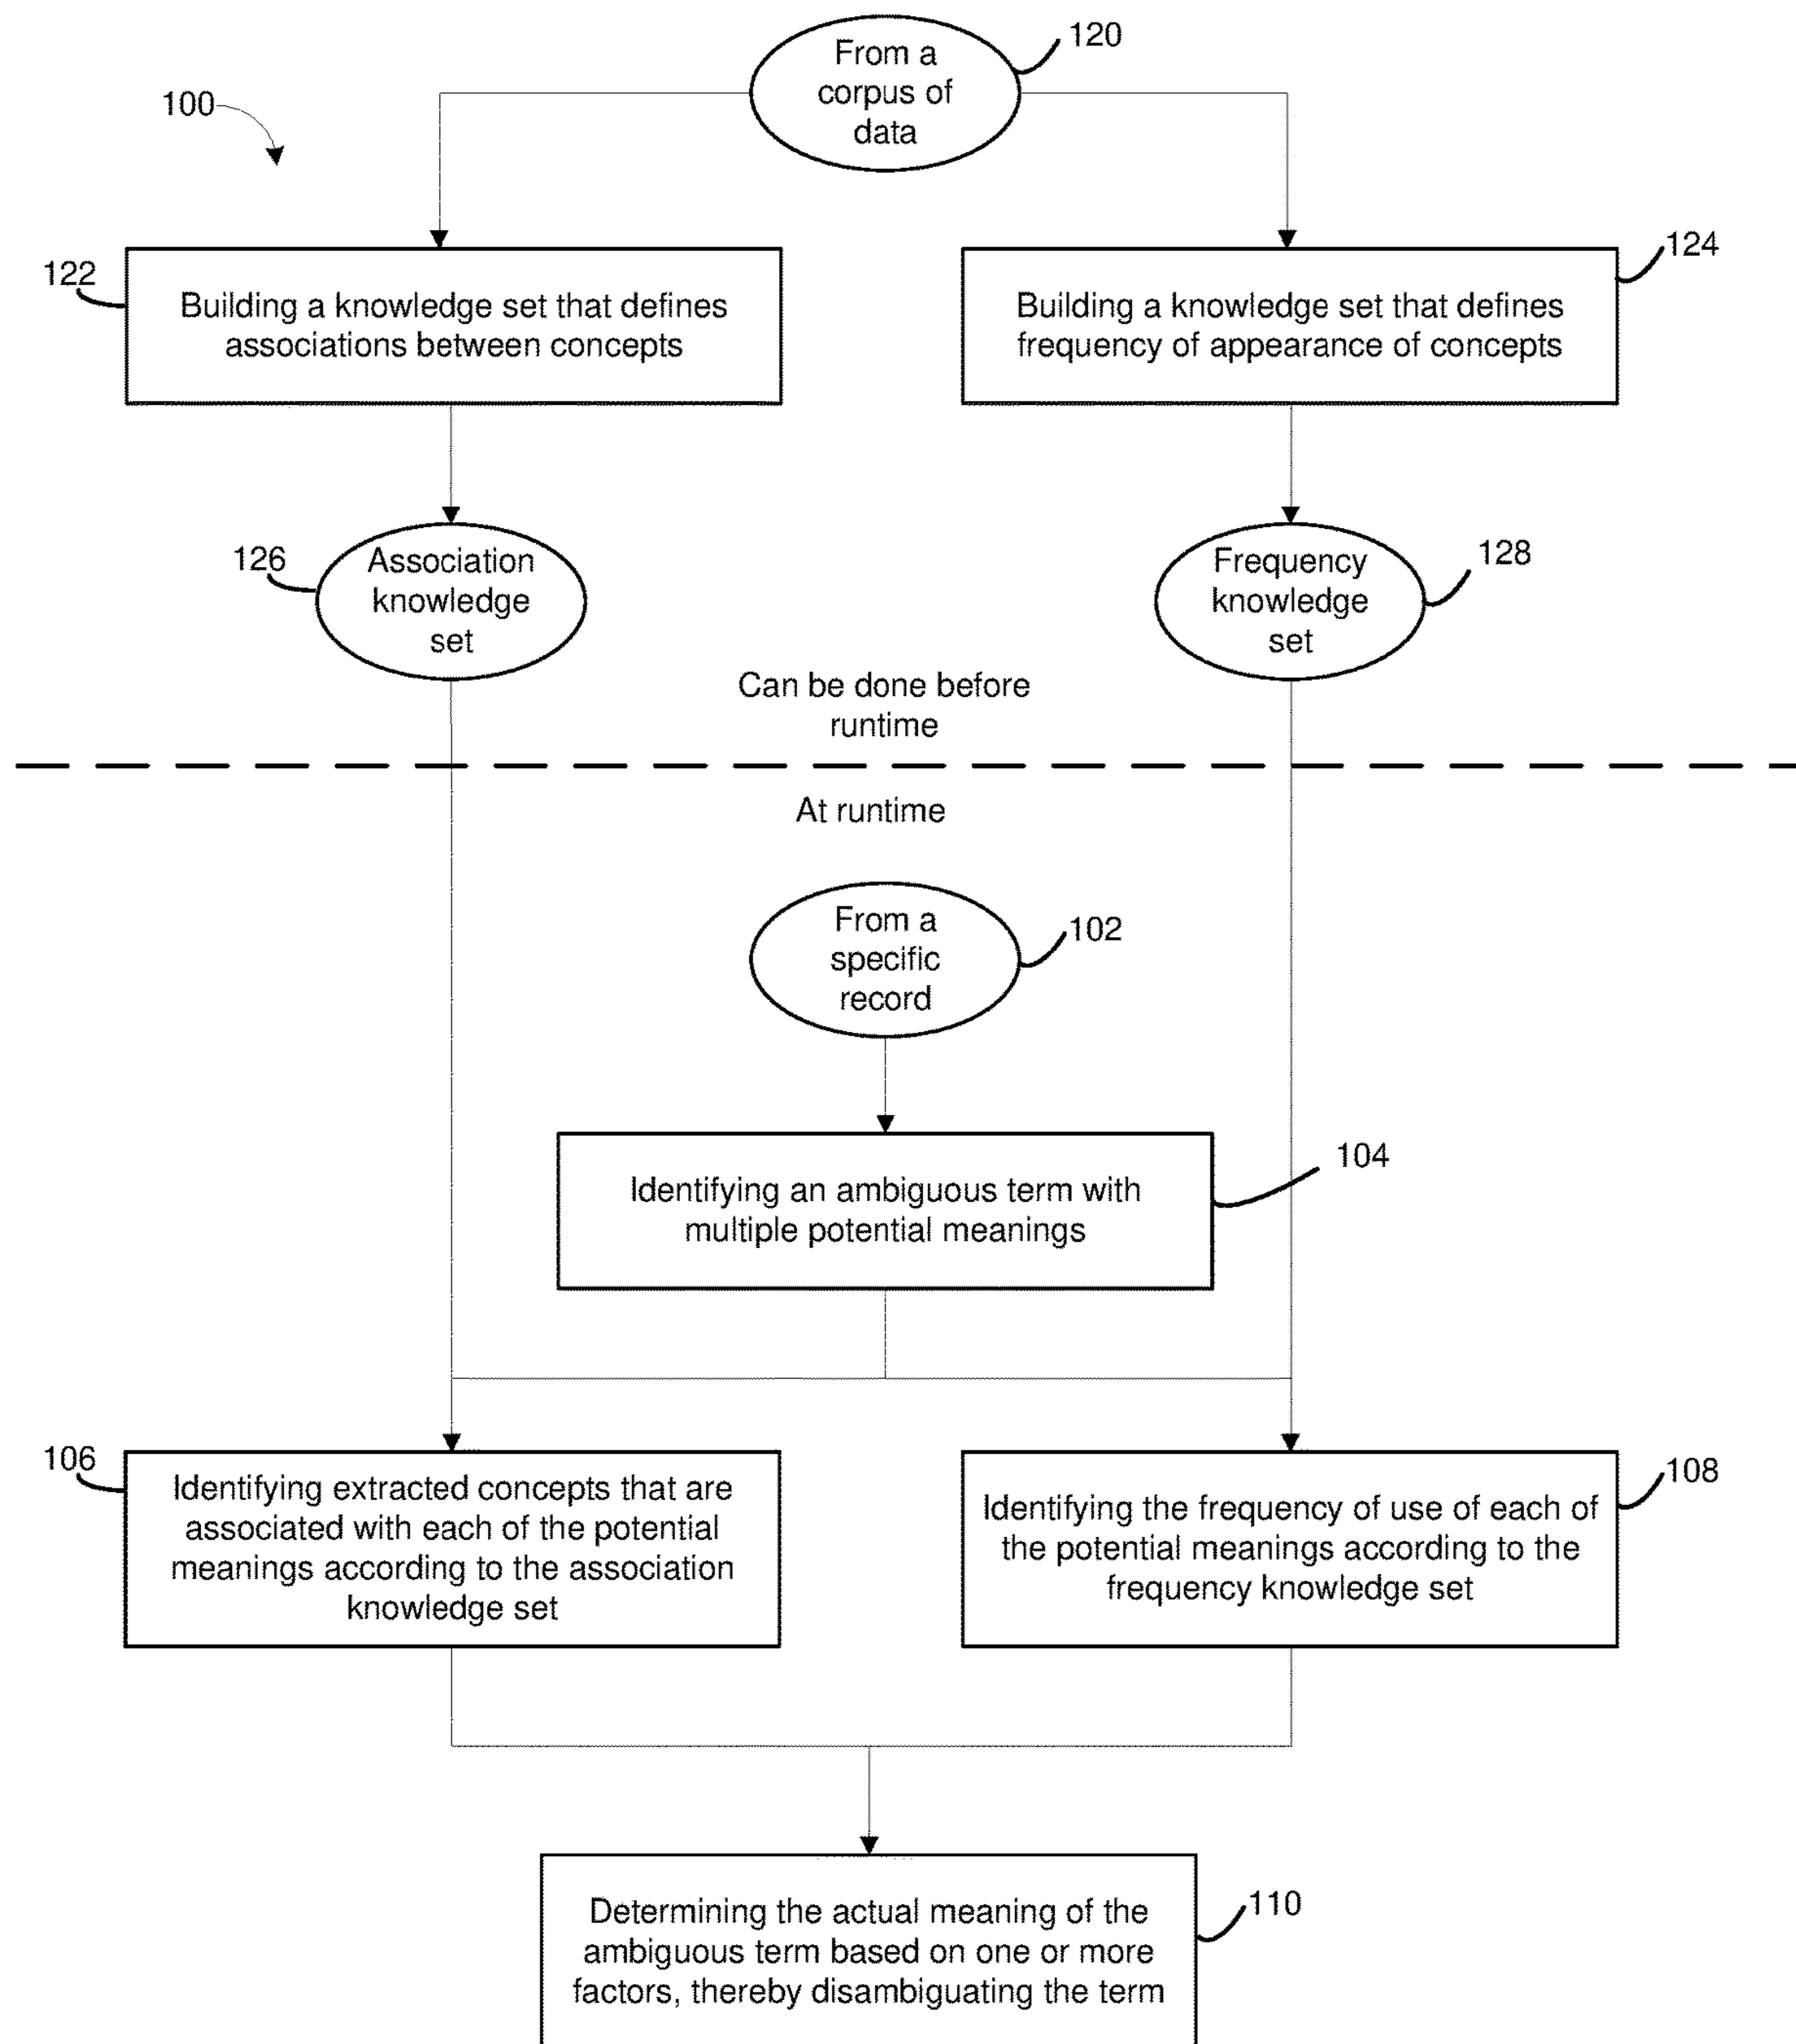 From a
corpus of
data
120
100
122
Building a knowledge set that defines
associations between concepts
Building a knowledge set that defines
frequency of appearance of concepts
124
126
Association
knowledge
set
Frequency
knowledge
set
128
Can be done before
runtime
At runtime
From a
specific
record
102
Identifying an ambiguous term with
multiple potential meanings
104
106
Identifying extracted concepts that are
associated with each of the potential
meanings according to the association
knowledge set
Identifying the frequency of use of each of
the potential meanings according to the
frequency knowledge set
108
Determining the actual meaning of the
ambiguous term based on one or more
factors, thereby disambiguating the term
110